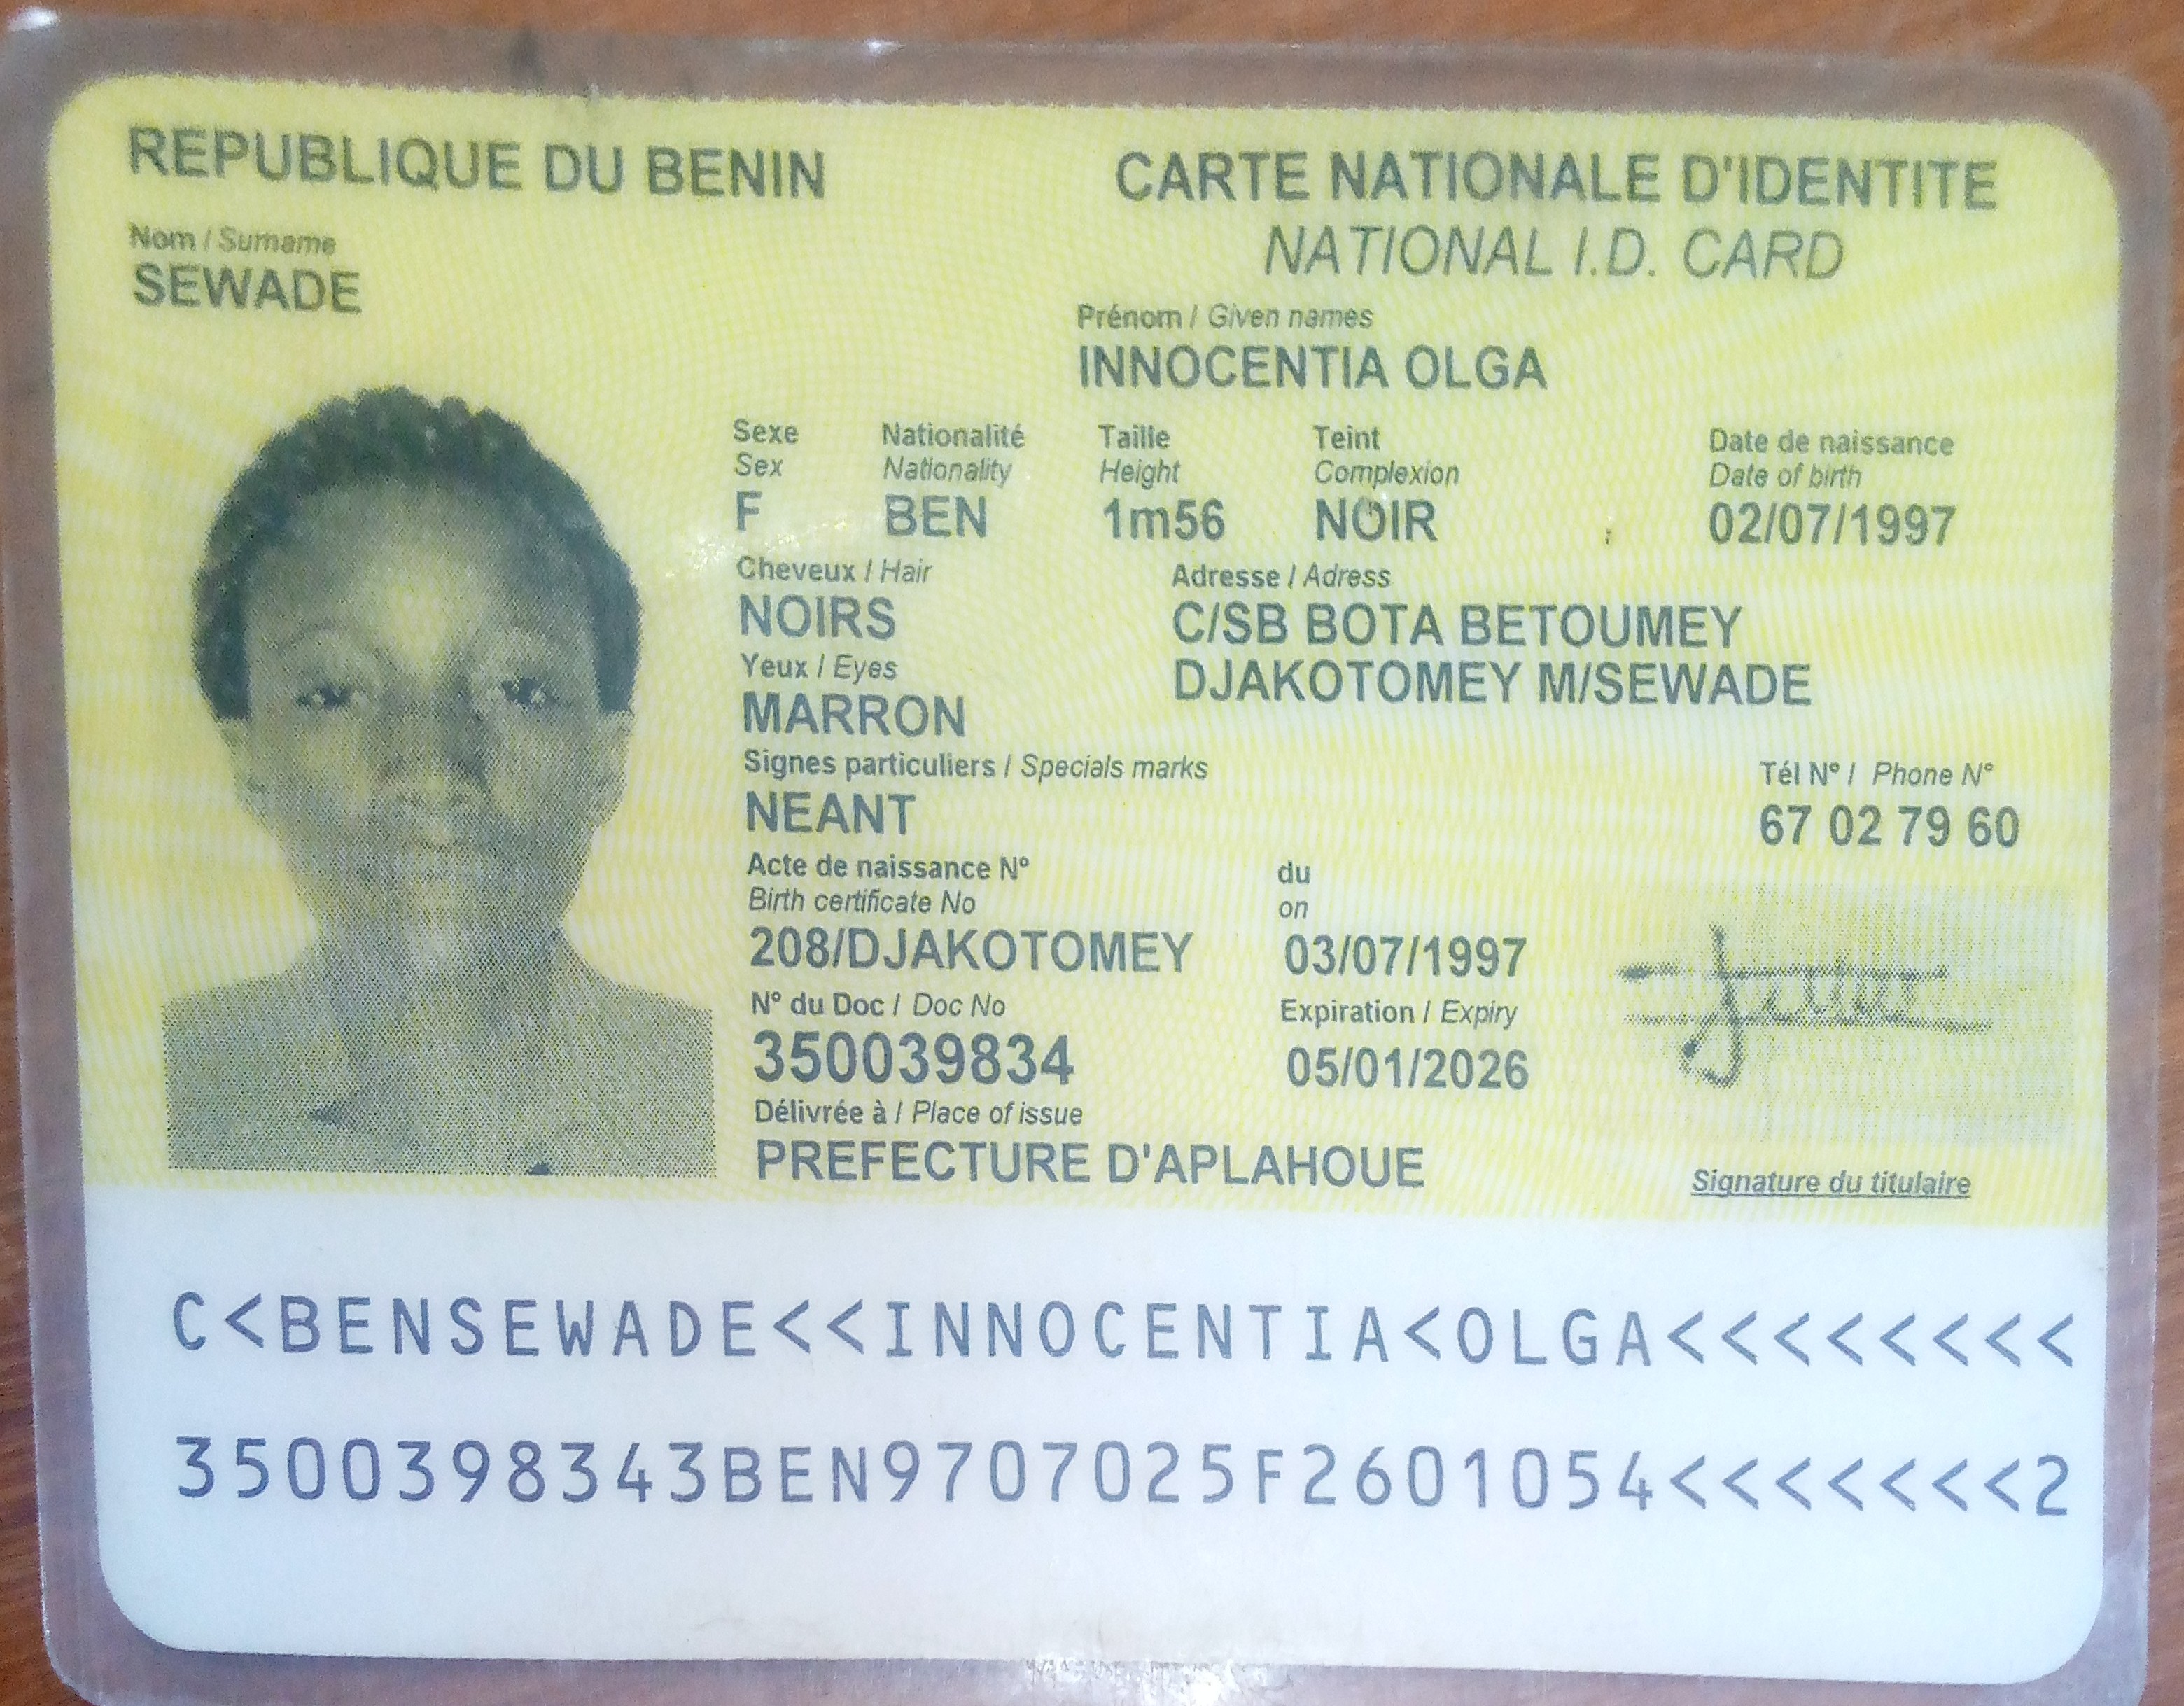 REPUBLIQUE DU BENIN
CARTE NATIONALE D'IDENTITE
NATIONAL I.D. CARD
Nom / Surname
SEWADE
Prénom / Given names
INNOCENTIA OLGA
Sexe Nationalité Taille Teint Date de naissance
Sex Nationality Height Complexion Date of birth
F BEN 1m56 NOIR 02/07/1997
Cheveux / Hair Adresse / Adress
NOIRS C/SB BOTA BETOUMEY
Yeux / Eyes DJAKOTOMEY M/SEWADE
MARRON
Signes particuliers / Specials marks Tél N° / Phone N°
NEANT 67 02 79 60
Acte de naissance N° du
Birth certificate No on
208/DJAKOTOMEY 03/07/1997
N° du Doc / Doc No Expiration / Expiry
350039834 05/01/2026
Délivrée à / Place of issue
PREFECTURE D'APLAHOUE
Signature du titulaire
C<BENSEWADE<<INNOCENTIA<OLGA<<<<<<<<
3500398343BEN9707025F2601054<<<<<<<2